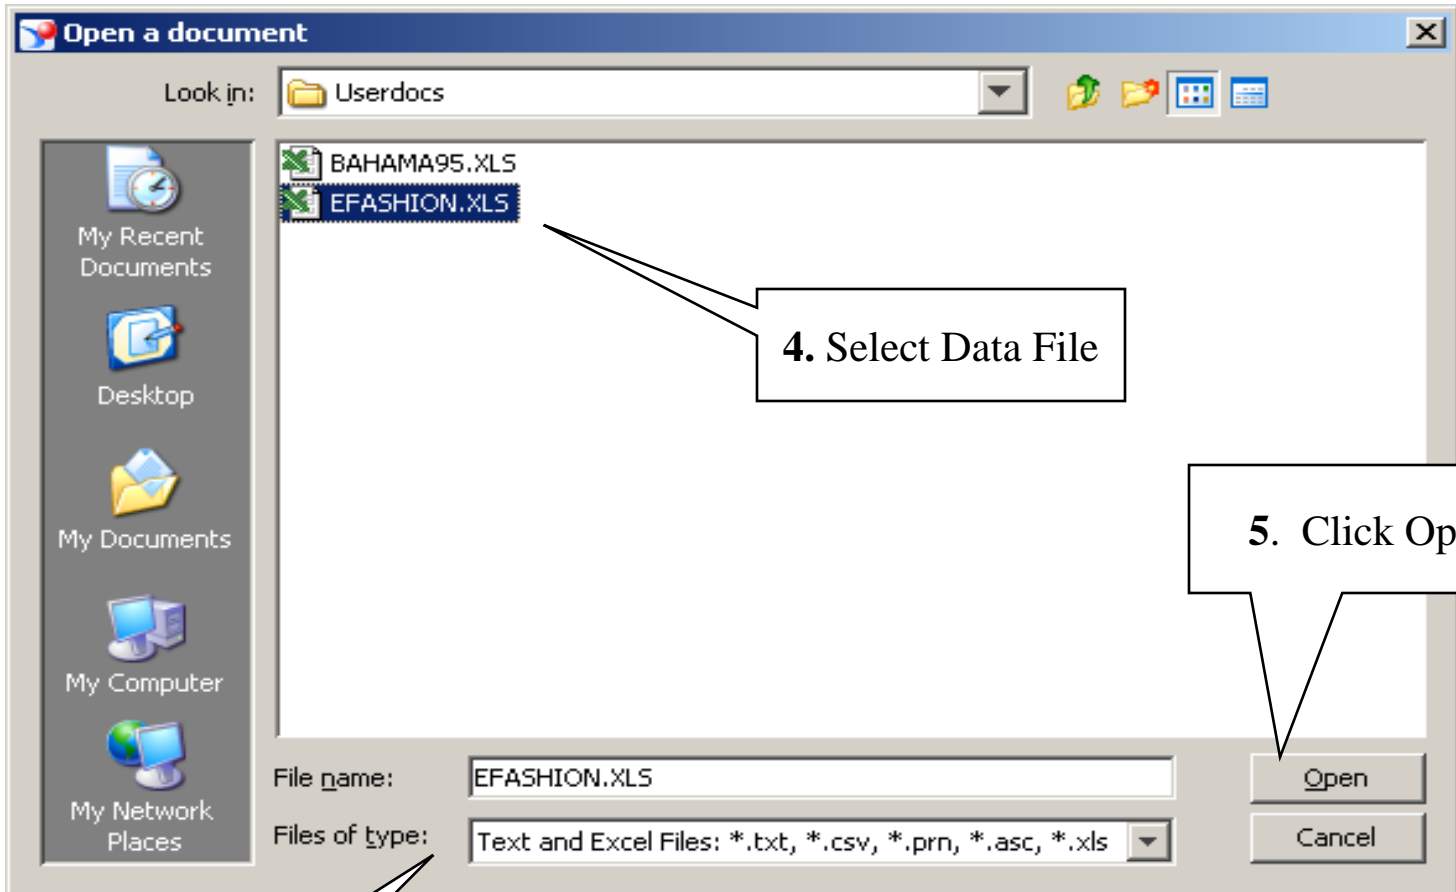 Open a document
Look in:
Userdocs
BAHAMA95.XLS
EFASHION.XLS
My Recent
Documents
Desktop
My Documents
My Computer
My Network
Places
4. Select Data File
5. Click Op
File name:
EFASHION.XLS
Open
Files of type:
Text and Excel Files: *.txt, *.csv, *.prn, *.asc, *.xls
Cancel